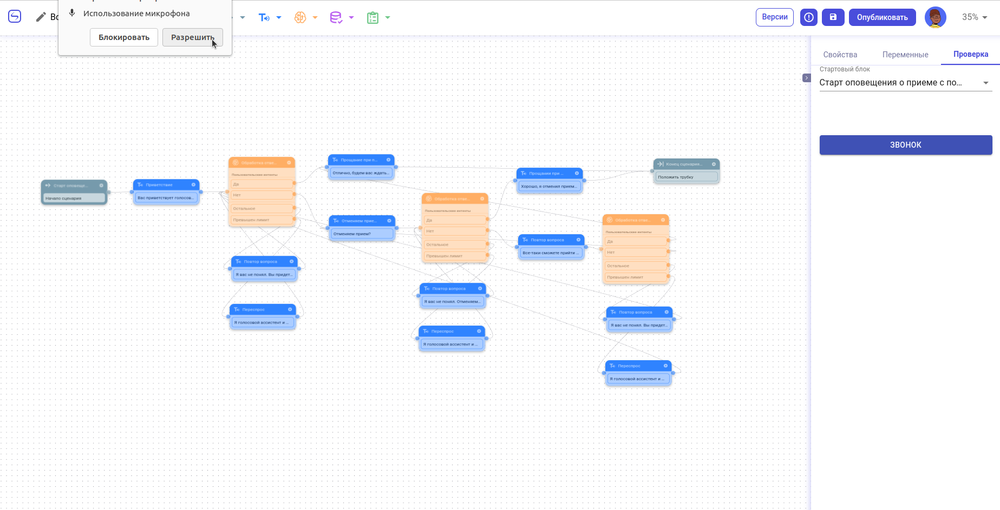 Использование микрофона
Блокировать
Разрешить
Версии
Опубликовать
35%
Свойства
Переменные
Проверка
Стартовый блок
Старт оповещения о приеме с по...
ЗВОНОК
Старт оповеще...
Начало сценария
Приветствие
Вас приветствует голосов...
Обработка отве...
Пользовательские интенты
Да
Нет
Остальное
Превышен лимит
Прощание при п...
Отлично, будем вас ждать...
Отменяем прие...
Отменяем прием?
Обработка отве...
Пользовательские интенты
Да
Нет
Остальное
Превышен лимит
Прощании при ...
Хорошо, я отменил прием...
Конец сценария...
Положить трубку
Повтор вопроса
Все-таки сможете прийти ...
Обработка отве...
Пользовательские интенты
Да
Нет
Остальное
Превышен лимит
Повтор вопроса
Я вас не понял. Вы придет...
Переспрос
Я голосовой ассистент и ...
Повтор вопроса
Я вас не понял. Отменяем...
Переспрос
Я голосовой ассистент и ...
Повтор вопроса
Я вас не понял. Вы придет...
Переспрос
Я голосовой ассистент и ...